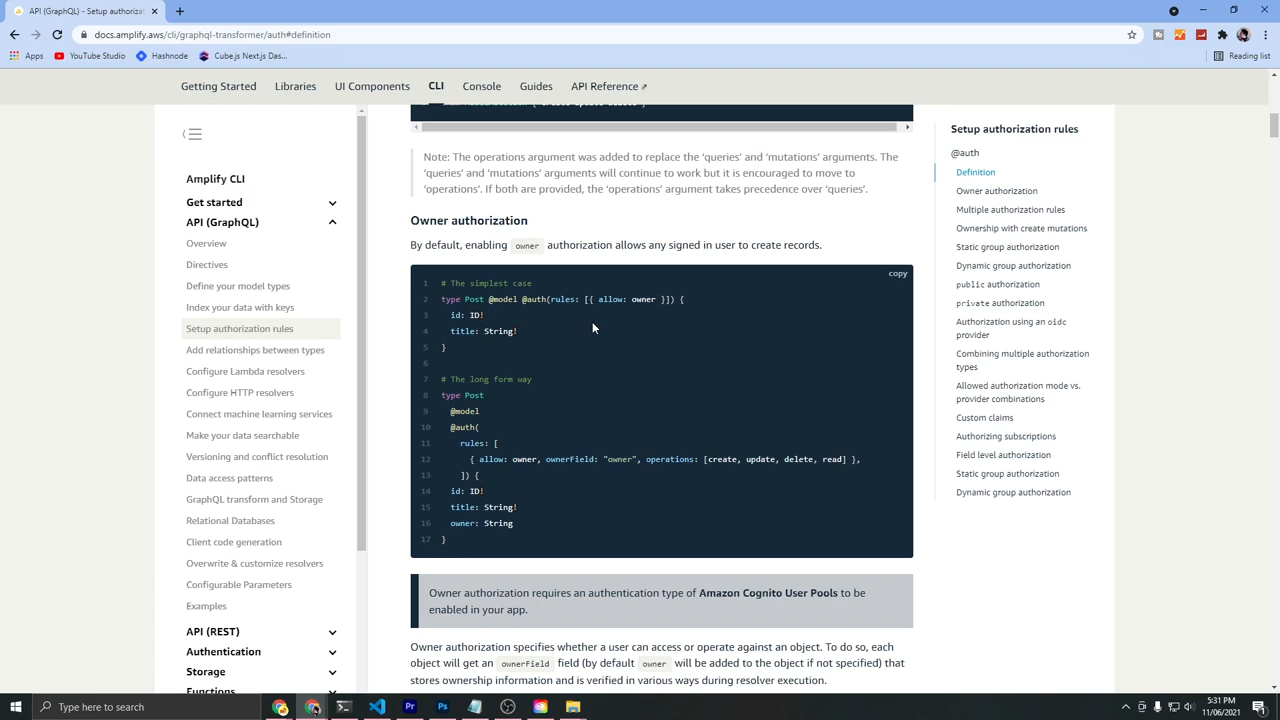 API (GraphQL) - Setup authoriza
docs.amplify.aws/cli/graphql-transformer/auth#definition
Apps YouTube Studio Hashnode Cube.js Next.js Das... Reading list
Getting Started Libraries UI Components CLI Console Guides API Reference ↗
Amplify CLI
Get started
API (GraphQL)
Overview
Directives
Define your model types
Index your data with keys
Setup authorization rules
Add relationships between types
Configure Lambda resolvers
Configure HTTP resolvers
Connect machine learning services
Make your data searchable
Versioning and conflict resolution
Data access patterns
GraphQL transform and Storage
Relational Databases
Client code generation
Overwrite & customize resolvers
Configurable Parameters
Examples
API (REST)
Authentication
Storage
Functions
Note: The operations argument was added to replace the 'queries' and 'mutations' arguments. The
'queries' and 'mutations' arguments will continue to work but it is encouraged to move to
'operations'. If both are provided, the 'operations' argument takes precedence over 'queries'.
Owner authorization
By default, enabling owner authorization allows any signed in user to create records.
copy
1 # The simplest case
2 type Post @model @auth(rules: [{ allow: owner }]) {
3 id: ID!
4 title: String!
5 }
6
7 # The long form way
8 type Post
9 @model
10 @auth(
11 rules: [
12 { allow: owner, ownerField: "owner", operations: [create, update, delete, read] },
13 ]) {
14 id: ID!
15 title: String!
16 owner: String
17 }
Owner authorization requires an authentication type of Amazon Cognito User Pools to be
enabled in your app.
Owner authorization specifies whether a user can access or operate against an object. To do so, each
object will get an ownerField field (by default owner will be added to the object if not specified) that
stores ownership information and is verified in various ways during resolver execution.
Setup authorization rules
@auth
Definition
Owner authorization
Multiple authorization rules
Ownership with create mutations
Static group authorization
Dynamic group authorization
public authorization
private authorization
Authorization using an oidc
provider
Combining multiple authorization
types
Allowed authorization mode vs.
provider combinations
Custom claims
Authorizing subscriptions
Field level authorization
Static group authorization
Dynamic group authorization
Type here to search
5:31 PM
11/06/2021